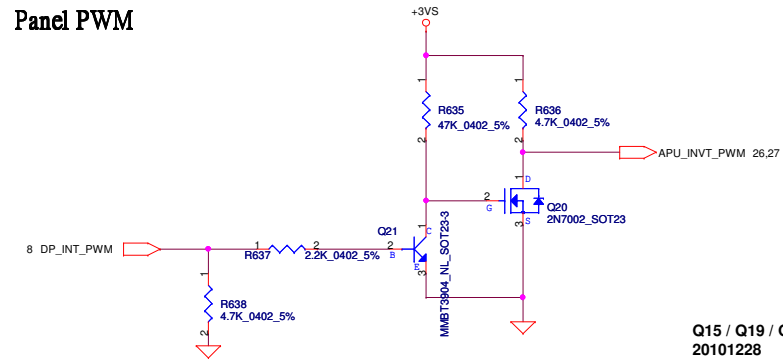 Panel PWM
+3VS
1
1
R635
47K_0402_5%
R636
4.7K_0402_5%
2
2
APU_INVT_PWM 26,27
1
D
2
G
Q20
2N7002_SOT23
S
3
8 DP_INT_PWM
1
2
R637
2.2K_0402_5%
Q21
2
B
1
C
E
3
MMBT3904_NL_SOT23-3
1
R638
4.7K_0402_5%
2
Q15 / Q19 /
20101228